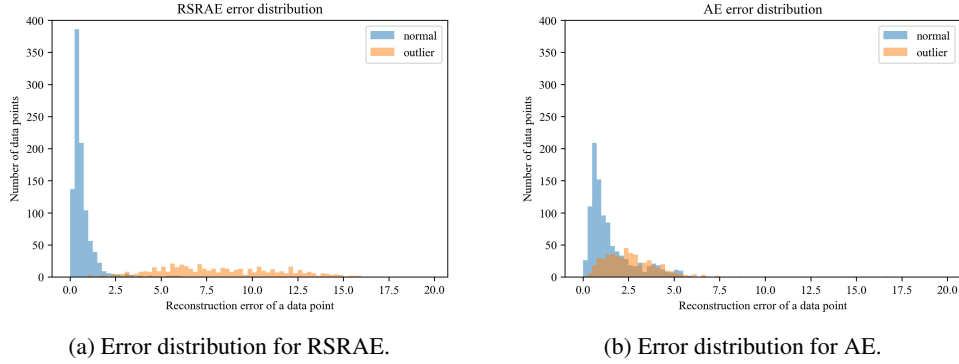 RSRAE error distribution
400
350
300
250
200
150
100
50
0
Number of data points
normal
outlier
0.0 2.5 5.0 7.5 10.0 12.5 15.0 17.5 20.0
Reconstruction error of a data point
(a) Error distribution for RSRAE.
AE error distribution
400
350
300
250
200
150
100
50
0
Number of data points
normal
outlier
0.0 2.5 5.0 7.5 10.0 12.5 15.0 17.5 20.0
Reconstruction error of a data point
(b) Error distribution for AE.